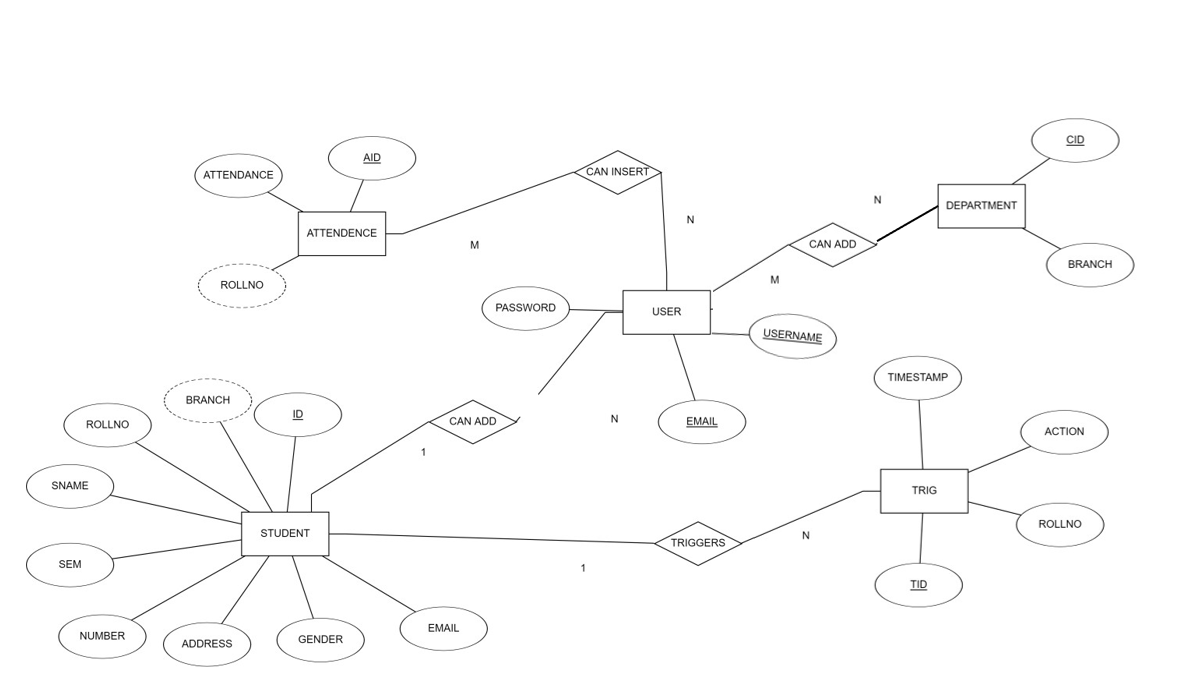 CID
AID
ATTENDANCE
CAN INSERT
N
DEPARTMENT
N
ATTENDENCE
M
CAN ADD
BRANCH
M
ROLLNO
PASSWORD
USER
USERNAME
TIMESTAMP
BRANCH
ID
ROLLNO
CAN ADD
N
EMAIL
ACTION
1
SNAME
TRIG
ROLLNO
STUDENT
TRIGGERS
N
SEM
1
TID
NUMBER
ADDRESS
GENDER
EMAIL